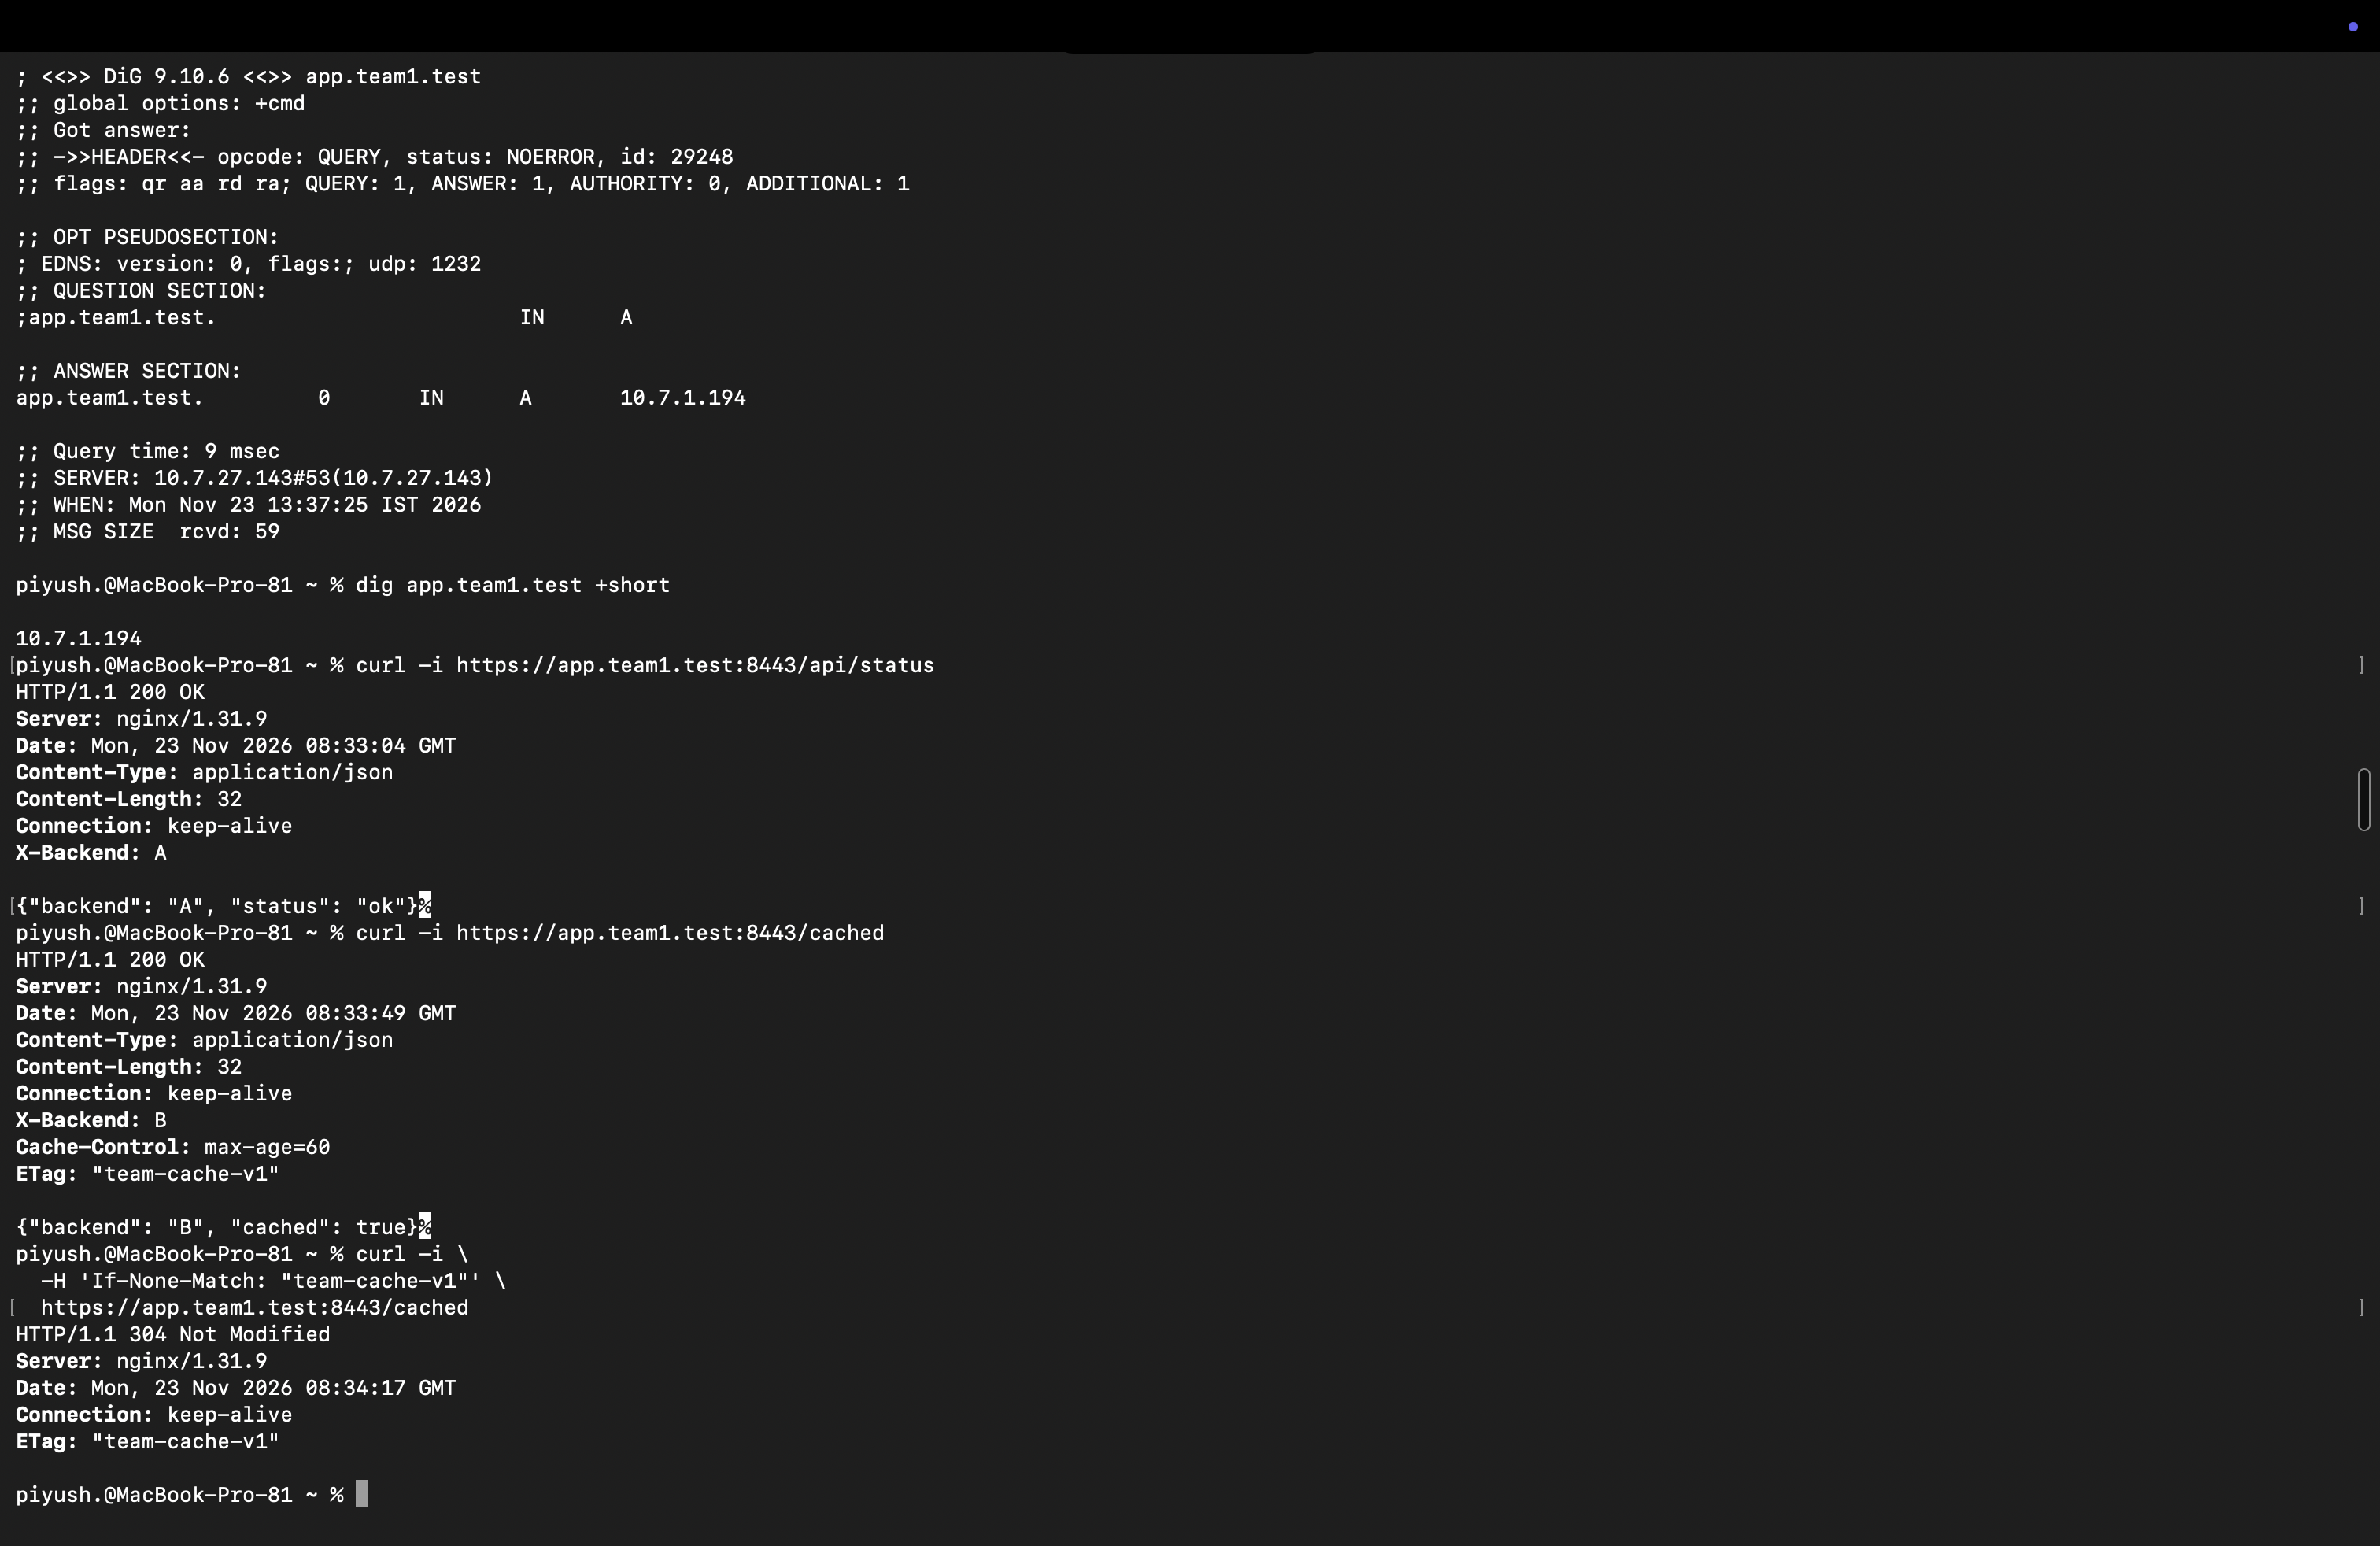 ; <<>> DiG 9.10.6 <<>> app.team1.test
;; global options: +cmd
;; Got answer:
;; ->>HEADER<<- opcode: QUERY, status: NOERROR, id: 29248
;; flags: qr aa rd ra; QUERY: 1, ANSWER: 1, AUTHORITY: 0, ADDITIONAL: 1

;; OPT PSEUDOSECTION:
; EDNS: version: 0, flags:; udp: 1232
;; QUESTION SECTION:
;app.team1.test.			IN	A

;; ANSWER SECTION:
app.team1.test.		0	IN	A	10.7.1.194

;; Query time: 9 msec
;; SERVER: 10.7.27.143#53(10.7.27.143)
;; WHEN: Mon Nov 23 13:37:25 IST 2026
;; MSG SIZE  rcvd: 59

piyush.@MacBook-Pro-81 ~ % dig app.team1.test +short

10.7.1.194
[piyush.@MacBook-Pro-81 ~ % curl -i https://app.team1.test:8443/api/status ]
HTTP/1.1 200 OK
Server: nginx/1.31.9
Date: Mon, 23 Nov 2026 08:33:04 GMT
Content-Type: application/json
Content-Length: 32
Connection: keep-alive
X-Backend: A

[{"backend": "A", "status": "ok"}% ]
piyush.@MacBook-Pro-81 ~ % curl -i https://app.team1.test:8443/cached
HTTP/1.1 200 OK
Server: nginx/1.31.9
Date: Mon, 23 Nov 2026 08:33:49 GMT
Content-Type: application/json
Content-Length: 32
Connection: keep-alive
X-Backend: B
Cache-Control: max-age=60
ETag: "team-cache-v1"

{"backend": "B", "cached": true}%
piyush.@MacBook-Pro-81 ~ % curl -i \
  -H 'If-None-Match: "team-cache-v1"' \
[  https://app.team1.test:8443/cached ]
HTTP/1.1 304 Not Modified
Server: nginx/1.31.9
Date: Mon, 23 Nov 2026 08:34:17 GMT
Connection: keep-alive
ETag: "team-cache-v1"

piyush.@MacBook-Pro-81 ~ %